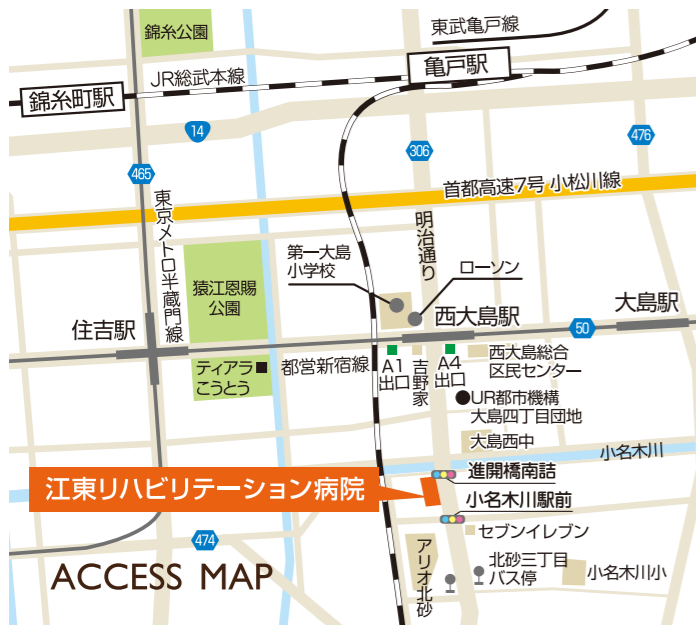 錦糸公園
東武亀戸線
亀戸駅
JR総武本線
錦糸町駅
14
306
476
465
首都高速7号 小松川線
東京メトロ半蔵門線
明治通り
第一大島
小学校
ローソン
猿江恩賜
公園
西大島駅
大島駅
50
住吉駅
都営新宿線
ティアラ
こうとう
A1
出口
吉野家
A4
出口
西大島総合
区民センター
UR都市機構
大島四丁目団地
大島西中
小名木川
進開橋南詰
江東リハビリテーション病院
小名木川駅前
セブンイレブン
474
アリオ北砂
北砂三丁目
バス停
小名木川小
ACCESS MAP